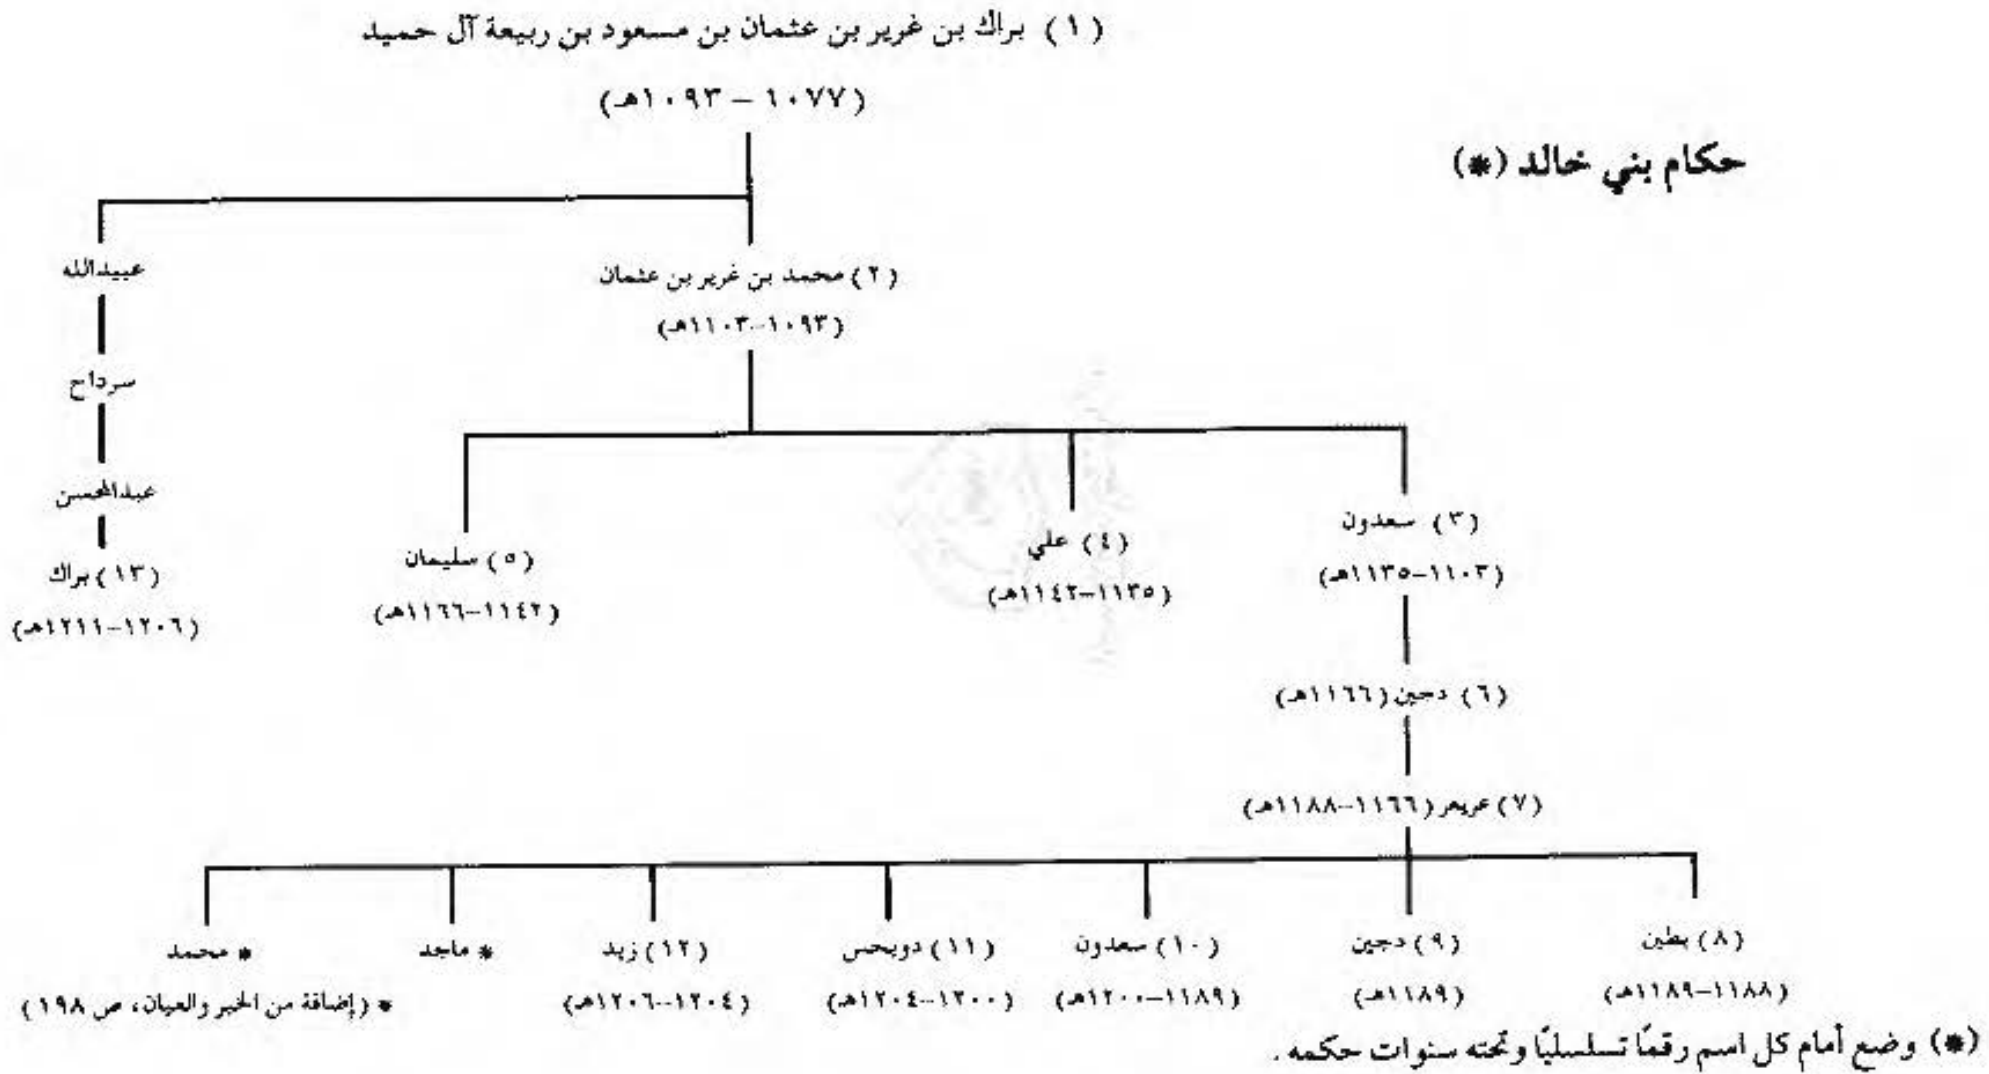 (١) براك بن غرير بن عثمان بن مسعود بن ربيعة آل حميد
(١٠٧٧ – ١٠٩٣هـ)
حكام بني خالد (*)
(٢) محمد بن غرير بن عثمان
(١٠٩٣–١١٠٣هـ)
عبيدالله
سرداح
عبدالمحسن
(١٣) براك
(١٢٠٦–١٢١١هـ)
(٣) سعدون
(١١٠٣–١١٣٥هـ)
(٤) علي
(١١٣٥–١١٤٢هـ)
(٥) سليمان
(١١٤٢–١١٦٦هـ)
(٦) دجين (١١٦٦هـ)
(٧) عريعر (١١٦٦–١١٨٨هـ)
(٨) بطين
(١١٨٨–١١٨٩هـ)
(٩) دجين
(١١٨٩هـ)
(١٠) سعدون
(١١٨٩–١٢٠٠هـ)
(١١) دويحس
(١٢٠٠–١٢٠٤هـ)
(١٢) زيد
(١٢٠٤–١٢٠٦هـ)
* ماجد
* محمد
* (إضافة من الخبر والعيان، ص ١٩٨)
(*) وضع أمام كل اسم رقمًا تسلسليًا وتحته سنوات حكمه.